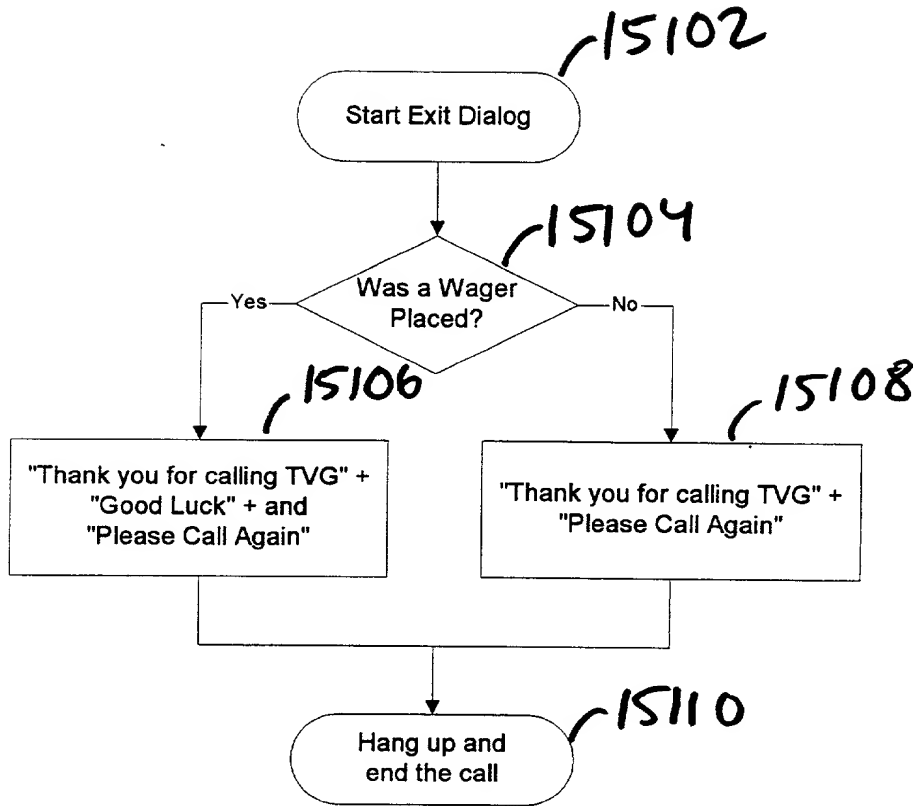 15102
Start Exit Dialog
15104
Was a Wager
Placed?
Yes
No
15106
15108
"Thank you for calling TVG" +
"Good Luck" + and
"Please Call Again"
"Thank you for calling TVG" +
"Please Call Again"
15110
Hang up and
end the call